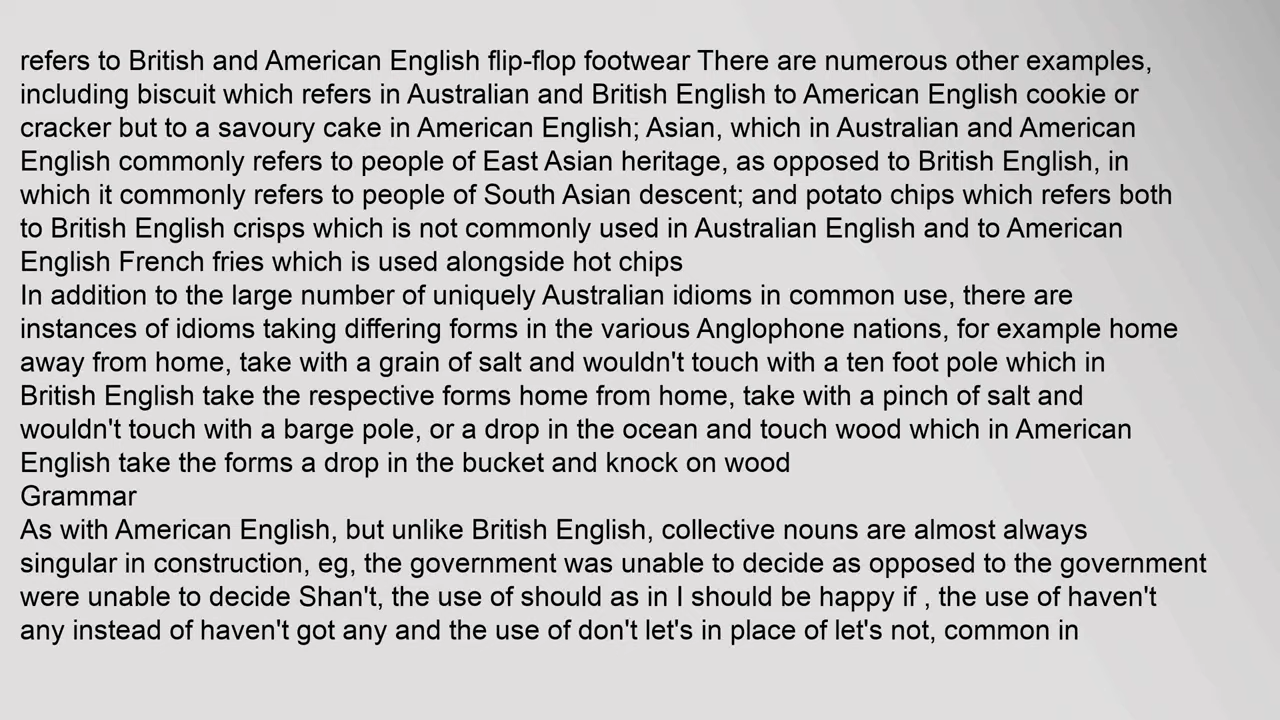 refers to British and American English flip-flop footwear There are numerous other examples,
including biscuit which refers in Australian and British English to American English cookie or
cracker but to a savoury cake in American English; Asian, which in Australian and American
English commonly refers to people of East Asian heritage, as opposed to British English, in
which it commonly refers to people of South Asian descent; and potato chips which refers both
to British English crisps which is not commonly used in Australian English and to American
English French fries which is used alongside hot chips
In addition to the large number of uniquely Australian idioms in common use, there are
instances of idioms taking differing forms in the various Anglophone nations, for example home
away from home, take with a grain of salt and wouldn't touch with a ten foot pole which in
British English take the respective forms home from home, take with a pinch of salt and
wouldn't touch with a barge pole, or a drop in the ocean and touch wood which in American
English take the forms a drop in the bucket and knock on wood
Grammar
As with American English, but unlike British English, collective nouns are almost always
singular in construction, eg, the government was unable to decide as opposed to the government
were unable to decide Shan't, the use of should as in I should be happy if , the use of haven't
any instead of haven't got any and the use of don't let's in place of let's not, common in